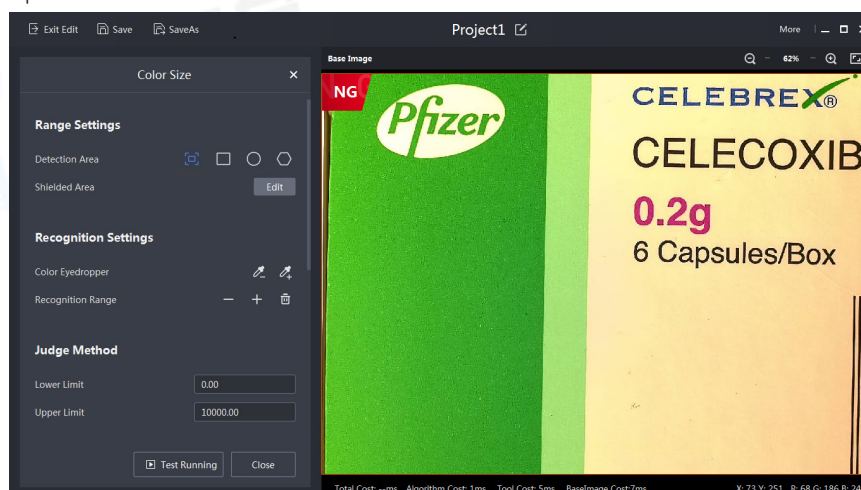 Exit Edit Save SaveAs Project1 More
Color Size
Range Settings
Detection Area
Shielded Area Edit
Recognition Settings
Color Eyedropper
Recognition Range
Judge Method
Lower Limit 0.00
Upper Limit 10000.00
Test Running Close
Base Image 62%
NG
Pfizer
CELEBREX®
CELECOXIB
0.2g
6 Capsules/Box
Total Cost: --ms Algorithm Cost: 1ms Tool Cost: 5ms BaseImage Cost:7ms X: 73 Y: 251 R: 68 G: 186 B: 24